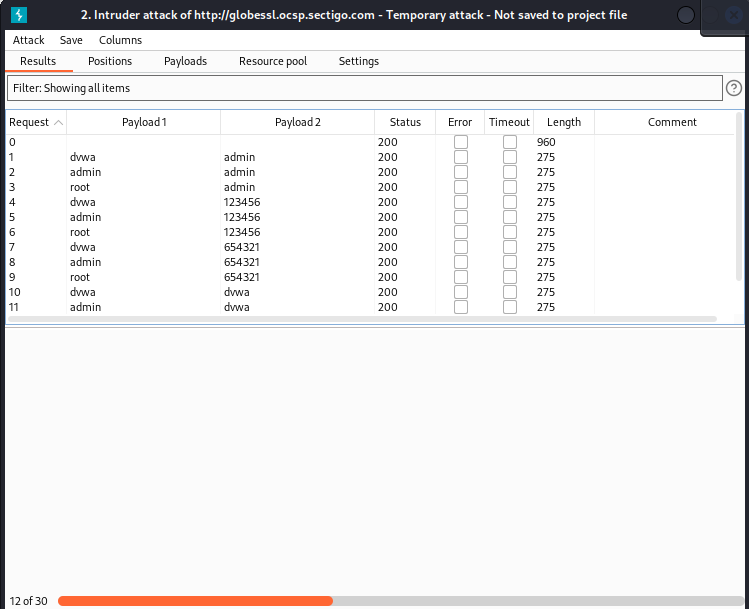 2. Intruder attack of http://globessl.ocsp.sectigo.com - Temporary attack - Not saved to project file
Attack Save Columns
Results Positions Payloads Resource pool Settings
Filter: Showing all items ?
Request Payload 1 Payload 2 Status Error Timeout Length Comment
0 200 960
1 dvwa admin 200 275
2 admin admin 200 275
3 root admin 200 275
4 dvwa 123456 200 275
5 admin 123456 200 275
6 root 123456 200 275
7 dvwa 654321 200 275
8 admin 654321 200 275
9 root 654321 200 275
10 dvwa dvwa 200 275
11 admin dvwa 200 275
12 of 30